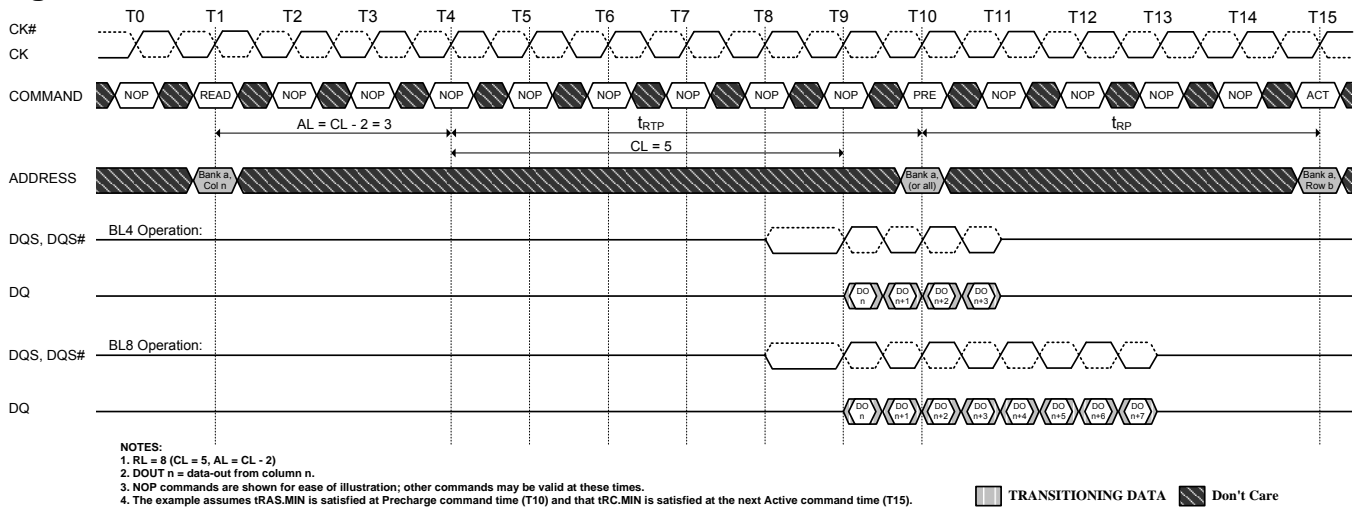 T0 T1 T2 T3 T4 T5 T6 T7 T8 T9 T10 T11 T12 T13 T14 T15
CK#
CK
COMMAND NOP READ NOP NOP NOP NOP NOP NOP NOP NOP PRE NOP NOP NOP NOP ACT
AL = CL - 2 = 3 tRTP tRP
CL = 5
ADDRESS Bank a, Col n Bank a, (or all) Bank a, Row b
BL4 Operation:
DQS, DQS#
DQ DO n DO n+1 DO n+2 DO n+3
BL8 Operation:
DQS, DQS#
DQ DO n DO n+1 DO n+2 DO n+3 DO n+4 DO n+5 DO n+6 DO n+7
NOTES:
1. RL = 8 (CL = 5, AL = CL - 2)
2. DOUT n = data-out from column n.
3. NOP commands are shown for ease of illustration; other commands may be valid at these times.
4. The example assumes tRAS.MIN is satisfied at Precharge command time (T10) and that tRC.MIN is satisfied at the next Active command time (T15).
TRANSITIONING DATA Don't Care